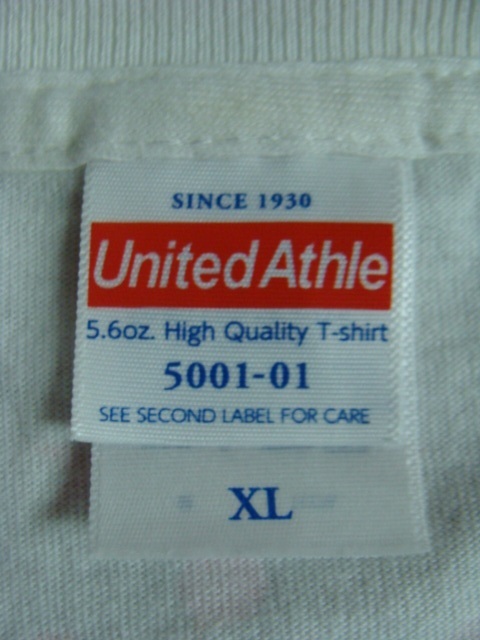 SINCE 1930
United Athle
5.6oz. High Quality T-shirt
5001-01
SEE SECOND LABEL FOR CARE
XL